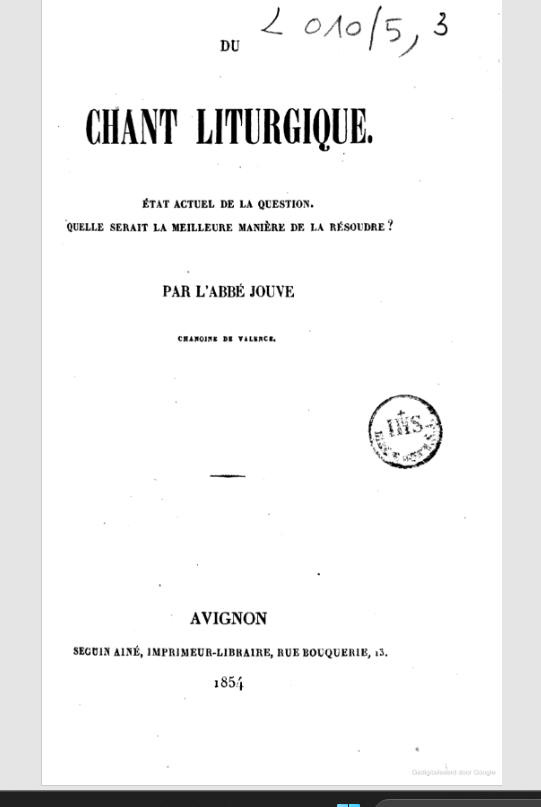 L 010/5, 3
DU
CHANT LITURGIQUE.
ÉTAT ACTUEL DE LA QUESTION.
QUELLE SERAIT LA MEILLEURE MANIÈRE DE LA RÉSOUDRE ?
PAR L'ABBÉ JOUVE
CHANOINE DE VALENCE.
IHS
AVIGNON
SEGUIN AINÉ, IMPRIMEUR-LIBRAIRE, RUE BOUQUERIE, 13.
1854
Gedigitaliseerd door Google